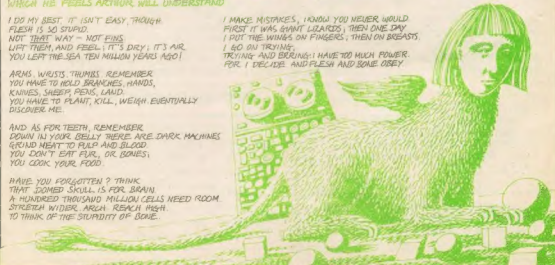 WHICH HE FEELS ARTHUR WILL UNDERSTAND
I DO MY BEST. IT ISN'T EASY, THOUGH.
FLESH IS SO STUPID.
NOT THAT WAY - NOT FINS.
LIFT THEM, AND FEEL; IT'S DRY; IT'S AIR.
YOU LEFT THE SEA TEN MILLION YEARS AGO!
ARMS. WRISTS. THUMBS. REMEMBER
YOU HAVE TO HOLD BRANCHES, HANDS,
KNIVES, SHEEP, PENS, LAND.
YOU HAVE TO PLANT, KILL, WEIGH EVENTUALLY
DISCOVER ME.
AND AS FOR TEETH, REMEMBER
DOWN IN YOUR BELLY THERE ARE DARK MACHINES
GRIND MEAT TO PULP AND BLOOD.
YOU DON'T EAT FUR, OR BONES;
YOU COOK YOUR FOOD.
HAVE YOU FORGOTTEN? THINK
THAT DOMED SKULL IS FOR BRAIN.
A HUNDRED THOUSAND MILLION CELLS NEED ROOM.
STRETCH WIDER. ARCH. REACH HIGH.
TO THINK OF THE STUPIDITY OF BONE.
I MAKE MISTAKES, I KNOW YOU NEVER WOULD.
FIRST IT WAS GIANT LIZARDS; THEN ONE DAY
I PUT THE WINGS ON FINGERS; THEN ON BREASTS.
I GO ON TRYING,
TRYING AND ERRING: I HAVE TOO MUCH POWER.
FOR I DECIDE AND FLESH AND BONE OBEY.